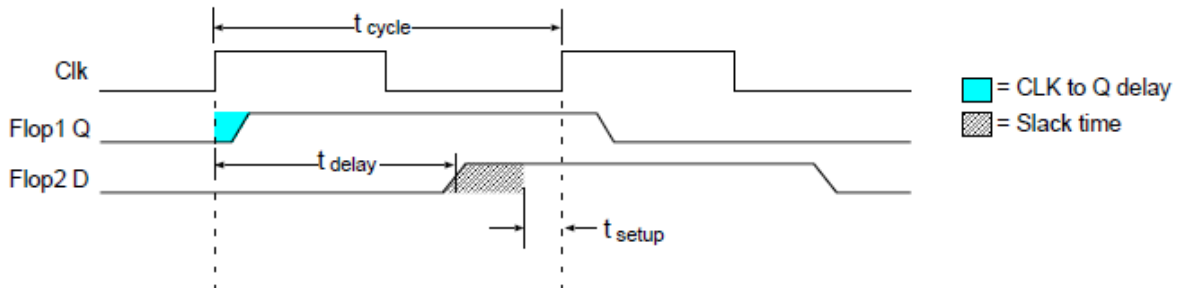 t cycle
Clk
= CLK to Q delay
Flop1 Q
= Slack time
t delay
Flop2 D
t setup